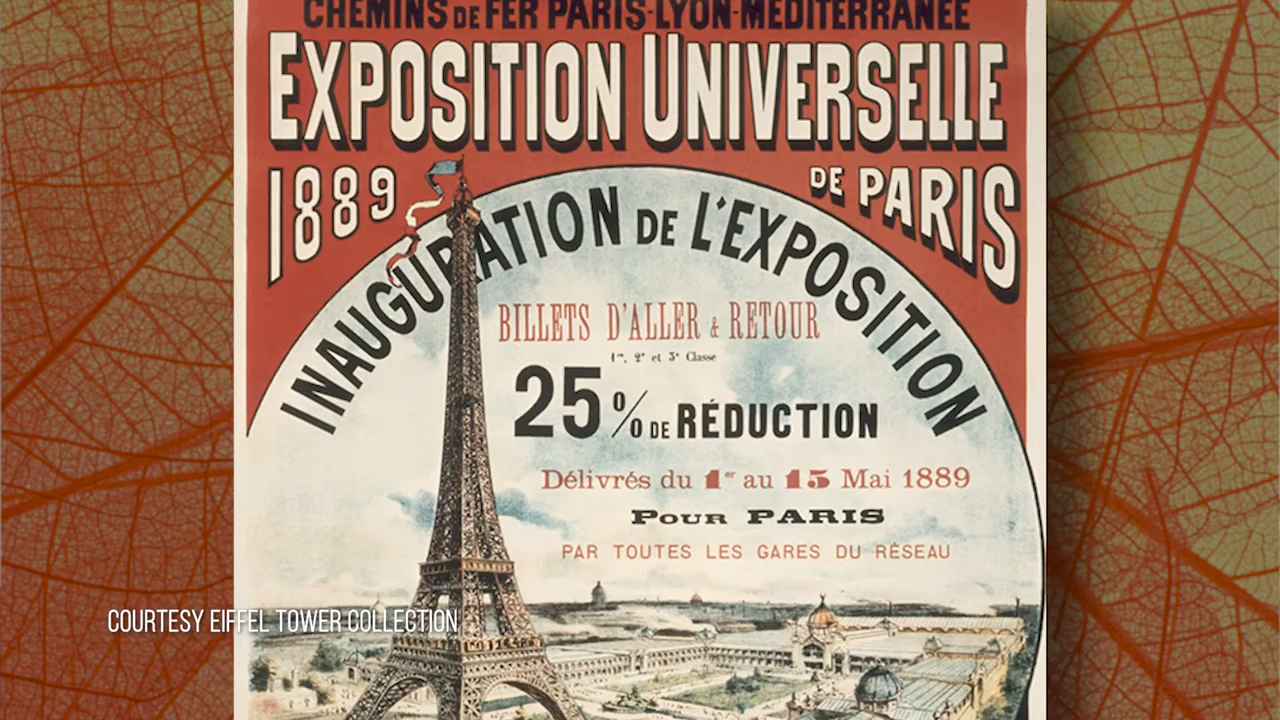 CHEMINS DE FER PARIS-LYON-MÉDITERRANÉE
EXPOSITION UNIVERSELLE
1889
DE PARIS
INAUGURATION DE L'EXPOSITION
BILLETS D'ALLER & RETOUR
1re, 2e et 3e Classe
25 % DE RÉDUCTION
Délivrés du 1er au 15 Mai 1889
POUR PARIS
PAR TOUTES LES GARES DU RÉSEAU
COURTESY EIFFEL TOWER COLLECTION